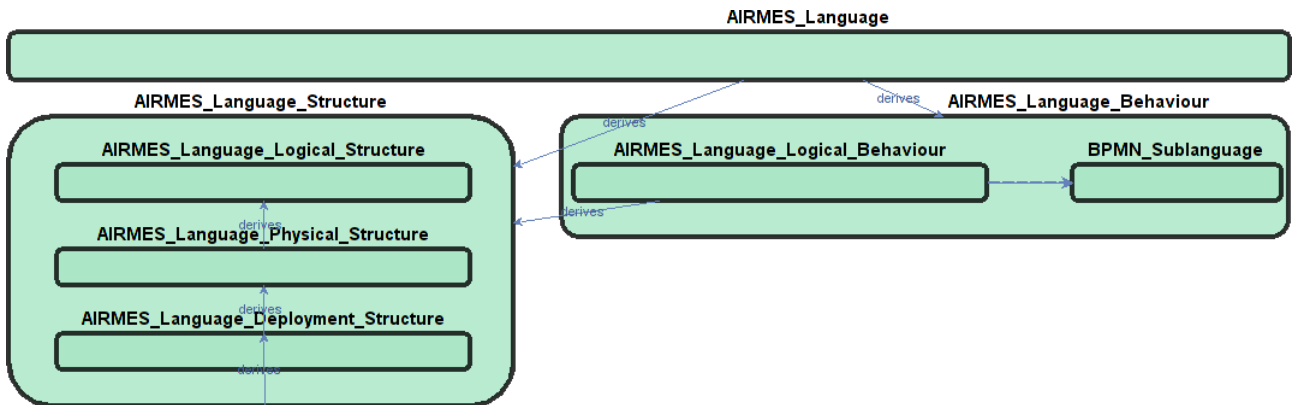 AIRMES_Language
derives
AIRMES_Language_Structure
AIRMES_Language_Behaviour
derives
AIRMES_Language_Logical_Structure
AIRMES_Language_Logical_Behaviour
BPMN_Sublanguage
derives
derives
AIRMES_Language_Physical_Structure
derives
AIRMES_Language_Deployment_Structure
derives